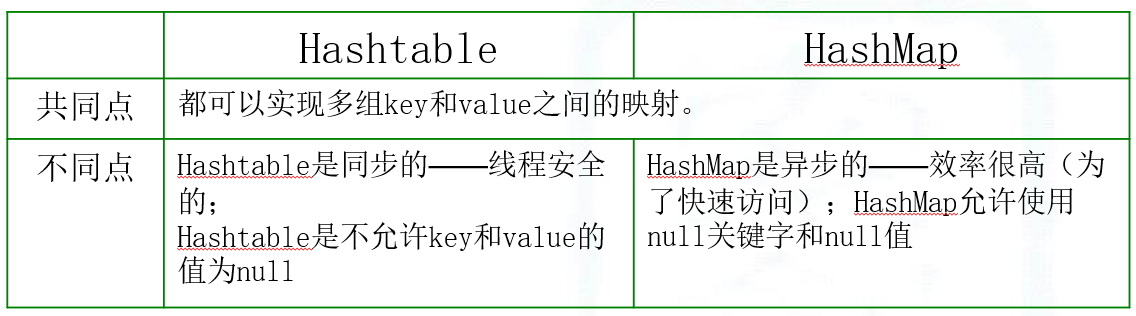 Hashtable
HashMap
共同点
都可以实现多组key和value之间的映射。
不同点
Hashtable是同步的——线程安全
的;
Hashtable是不允许key和value的
值为null
HashMap是异步的——效率很高（为
了快速访问）;HashMap允许使用
null关键字和null值